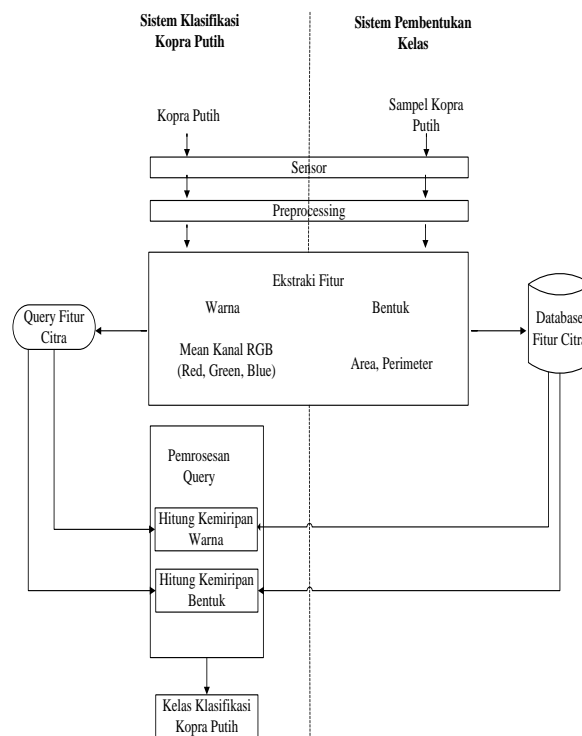 Sistem Klasifikasi
Kopra Putih
Sistem Pembentukan
Kelas
Kopra Putih
Sampel Kopra
Putih
Sensor
Preprocessing
Ekstraki Fitur
Warna
Bentuk
Mean Kanal RGB
(Red, Green, Blue)
Area, Perimeter
Query Fitur
Citra
Database
Fitur Citra
Pemrosesan
Query
Hitung Kemiripan
Warna
Hitung Kemiripan
Bentuk
Kelas Klasifikasi
Kopra Putih